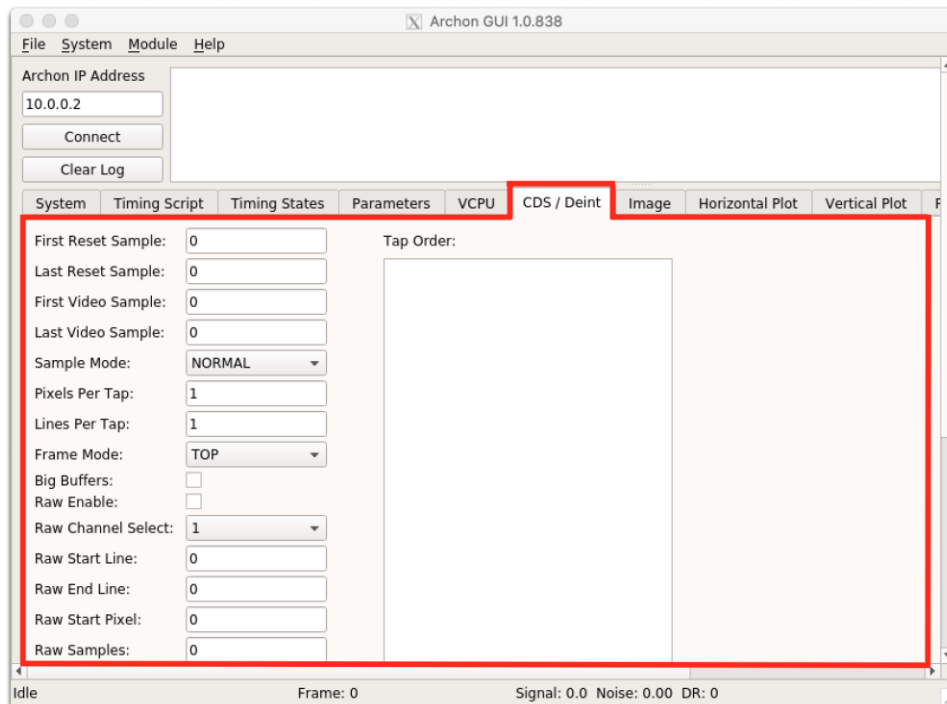 Archon GUI 1.0.838
File System Module Help
Archon IP Address
10.0.0.2
Connect
Clear Log
System Timing Script Timing States Parameters VCPU CDS / Deint Image Horizontal Plot Vertical Plot
First Reset Sample: 0 Tap Order:
Last Reset Sample: 0
First Video Sample: 0
Last Video Sample: 0
Sample Mode: NORMAL
Pixels Per Tap: 1
Lines Per Tap: 1
Frame Mode: TOP
Big Buffers:
Raw Enable:
Raw Channel Select: 1
Raw Start Line: 0
Raw End Line: 0
Raw Start Pixel: 0
Raw Samples: 0
Idle Frame: 0 Signal: 0.0 Noise: 0.00 DR: 0